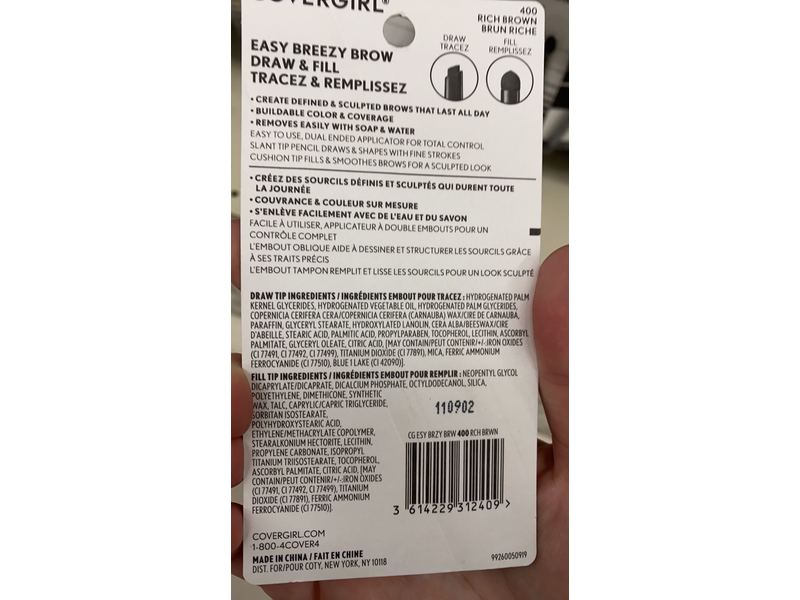 COVERGIRL®
400
RICH BROWN
BRUN RICHE
EASY BREEZY BROW
DRAW & FILL
TRACEZ & REMPLISSEZ
DRAW
TRACEZ
FILL
REMPLISSEZ
• CREATE DEFINED & SCULPTED BROWS THAT LAST ALL DAY
• BUILDABLE COLOR & COVERAGE
• REMOVES EASILY WITH SOAP & WATER
EASY TO USE, DUAL ENDED APPLICATOR FOR TOTAL CONTROL
SLANT TIP PENCIL DRAWS & SHAPES WITH FINE STROKES
CUSHION TIP FILLS & SMOOTHES BROWS FOR A SCULPTED LOOK
• CRÉEZ DES SOURCILS DÉFINIS ET SCULPTÉS QUI DURENT TOUTE
LA JOURNÉE
• COUVRANCE & COULEUR SUR MESURE
• S'ENLÈVE FACILEMENT AVEC DE L'EAU ET DU SAVON
FACILE À UTILISER, APPLICATEUR À DOUBLE EMBOUTS POUR UN
CONTRÔLE COMPLET
L'EMBOUT OBLIQUE AIDE À DESSINER ET STRUCTURER LES SOURCILS GRÂCE
À SES TRAITS PRÉCIS
L'EMBOUT TAMPON REMPLIT ET LISSE LES SOURCILS POUR UN LOOK SCULPTÉ
DRAW TIP INGREDIENTS / INGRÉDIENTS EMBOUT POUR TRACEZ : HYDROGENATED PALM
KERNEL GLYCERIDES, HYDROGENATED VEGETABLE OIL, HYDROGENATED PALM GLYCERIDES,
COPERNICIA CERIFERA CERA/COPERNICIA CERIFERA (CARNAUBA) WAX/CIRE DE CARNAUBA,
PARAFFIN, GLYCERYL STEARATE, HYDROXYLATED LANOLIN, CERA ALBA/BEESWAX/CIRE
D'ABEILLE, STEARIC ACID, PALMITIC ACID, PROPYLPARABEN, TOCOPHEROL, LECITHIN, ASCORBYL
PALMITATE, GLYCERYL OLEATE, CITRIC ACID, [MAY CONTAIN/PEUT CONTENIR/+/-:IRON OXIDES
(CI 77491, CI 77492, CI 77499), TITANIUM DIOXIDE (CI 77891), MICA, FERRIC AMMONIUM
FERROCYANIDE (CI 77510), BLUE 1 LAKE (CI 42090)].
FILL TIP INGREDIENTS / INGRÉDIENTS EMBOUT POUR REMPLIR : NEOPENTYL GLYCOL
DICAPRYLATE/DICAPRATE, DICALCIUM PHOSPHATE, OCTYLDODECANOL, SILICA,
POLYETHYLENE, DIMETHICONE, SYNTHETIC
WAX, TALC, CAPRYLIC/CAPRIC TRIGLYCERIDE,
SORBITAN ISOSTEARATE,
POLYHYDROXYSTEARIC ACID,
ETHYLENE/METHACRYLATE COPOLYMER,
STEARALKONIUM HECTORITE, LECITHIN,
PROPYLENE CARBONATE, ISOPROPYL
TITANIUM TRIISOSTEARATE, TOCOPHEROL,
ASCORBYL PALMITATE, CITRIC ACID, [MAY
CONTAIN/PEUT CONTENIR/+/-:IRON OXIDES
(CI 77491, CI 77492, CI 77499), TITANIUM
DIOXIDE (CI 77891), FERRIC AMMONIUM
FERROCYANIDE (CI 77510)].
110902
CG ESY BRZY BRW 400 RCH BRWN
3 614229 312409 >
COVERGIRL.COM
1-800-4COVER4
MADE IN CHINA / FAIT EN CHINE
DIST. FOR/POUR COTY, NEW YORK, NY 10118
99260050919